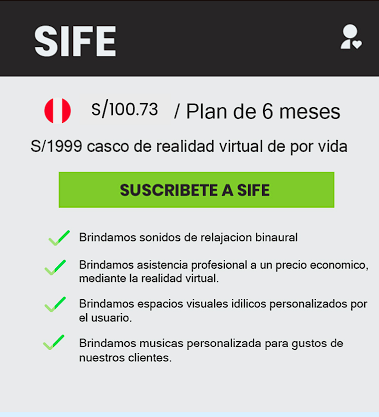 SIFE
S/100.73 / Plan de 6 meses
S/1999 casco de realidad virtual de por vida
SUSCRIBETE A SIFE
Brindamos sonidos de relajacion binaural
Brindamos asistencia profesional a un precio economico,
mediante la realidad virtual.
Brindamos espacios visuales idilicos personalizados por
el usuario.
Brindamos musicas personalizada para gustos de
nuestros clientes.